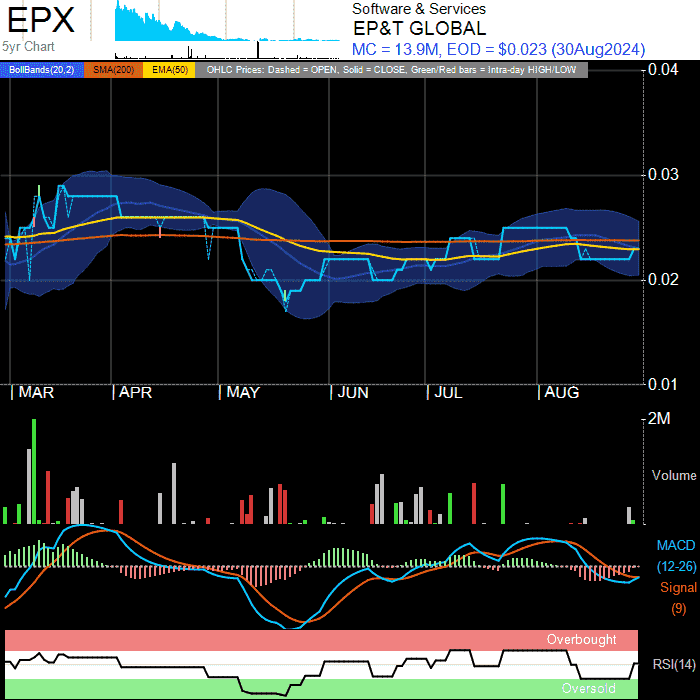 EPX
5yr Chart
Software & Services
EP&T GLOBAL
MC = 13.9M, EOD = $0.023 (30Aug2024)
BollBands(20,2) SMA(200) EMA(50) OHLC Prices: Dashed = OPEN, Solid = CLOSE, Green/Red bars = Intra-day HIGH/LOW
0.04
0.03
0.02
0.01
MAR APR MAY JUN JUL AUG
2M
Volume
MACD
(12-26)
Signal
(9)
Overbought
RSI(14)
Oversold